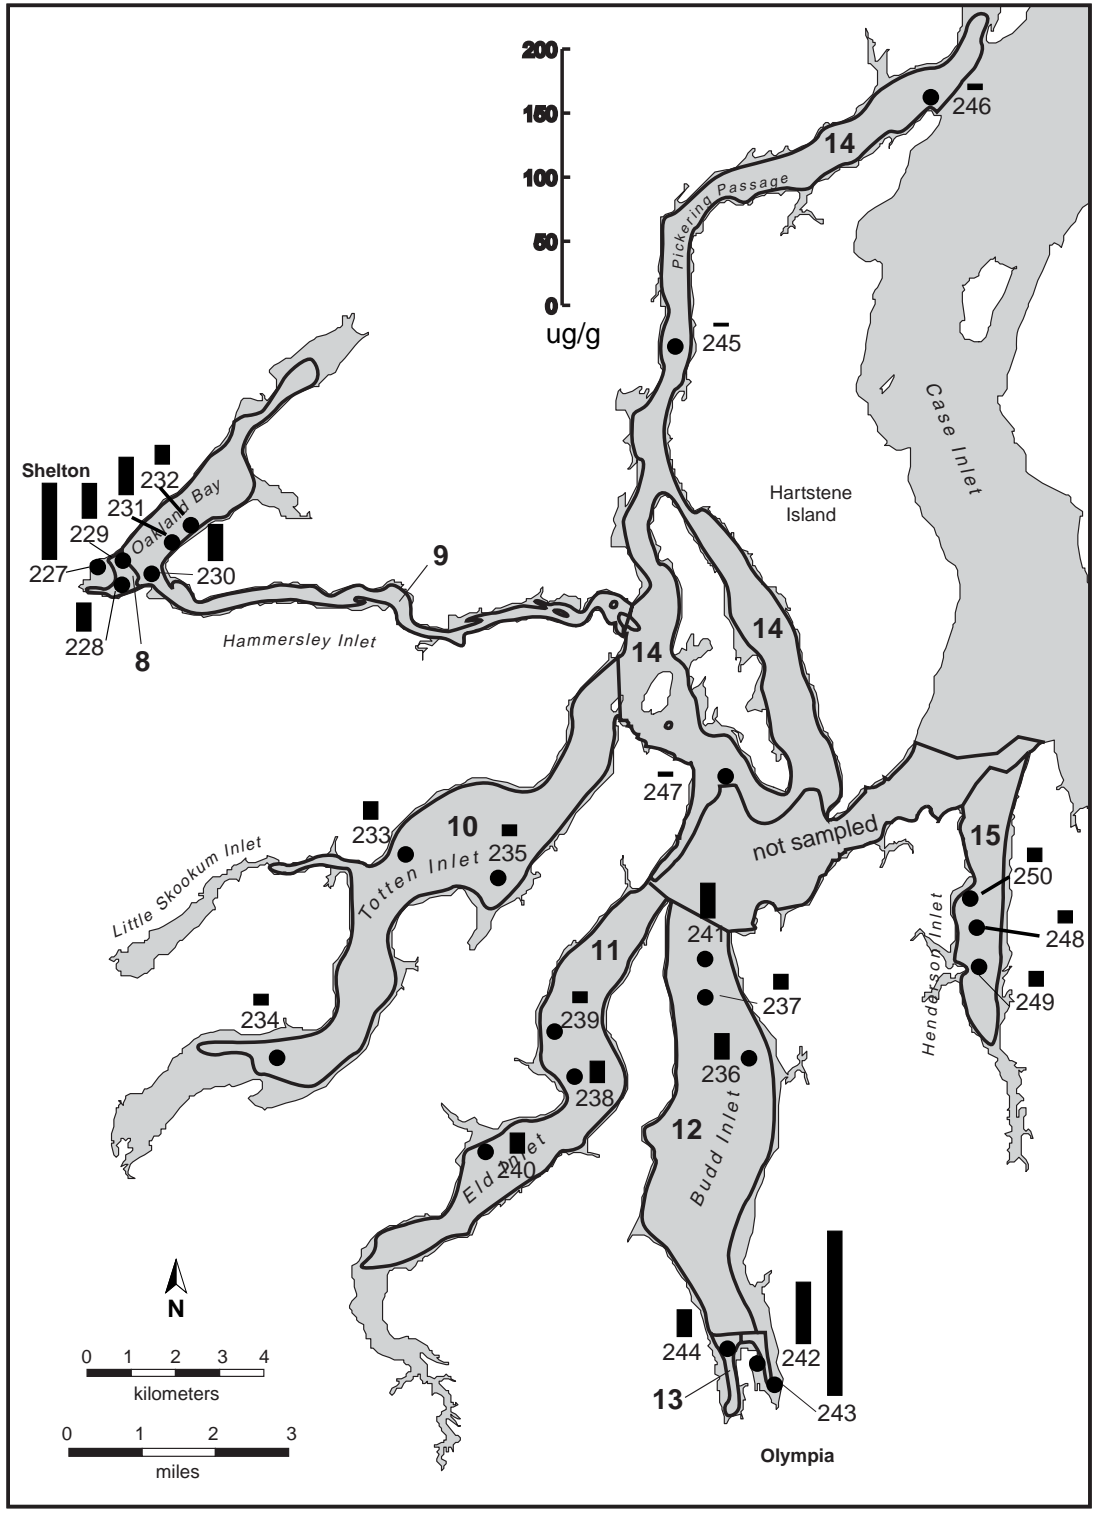 200
150
100
50
0
ug/g
246
14
Pickering Passage
245
Case Inlet
Hartstene
Island
Shelton
232
231
229
227
Oakland Bay
230
228
8
9
Hammersley Inlet
14
14
247
not sampled
15
250
248
249
Henderson Inlet
233
10
235
Totten Inlet
Little Skookum Inlet
234
11
239
238
240
Eld Inlet
241
237
236
12
Budd Inlet
244
242
13
243
Olympia
N
0 1 2 3 4
kilometers
0 1 2 3
miles